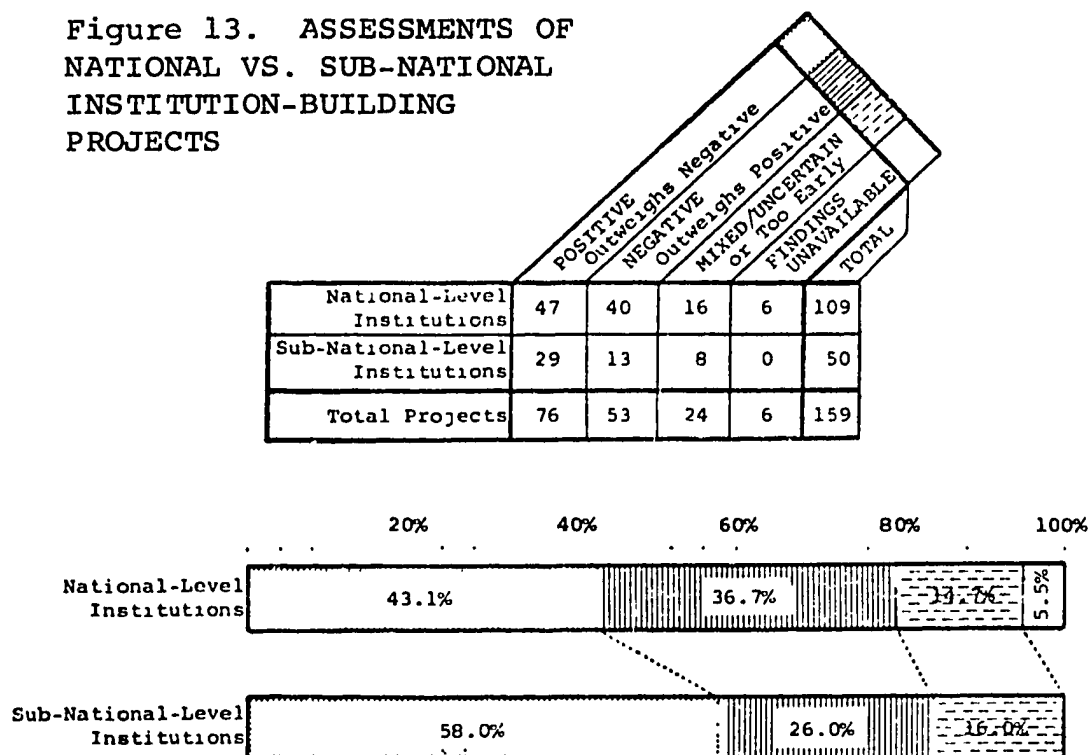 Figure 13. ASSESSMENTS OF
NATIONAL VS. SUB-NATIONAL
INSTITUTION-BUILDING
PROJECTS
POSITIVE
Outweighs Negative
NEGATIVE
Outweighs Positive
MIXED/UNCERTAIN
or Too Early
FINDINGS
UNAVAILABLE
TOTAL
National-Level
Institutions 47 40 16 6 109
Sub-National-Level
Institutions 29 13 8 0 50
Total Projects 76 53 24 6 159
20% 40% 60% 80% 100%
National-Level
Institutions 43.1% 36.7% 14.7% 5.5%
Sub-National-Level
Institutions 58.0% 26.0% 16.0%